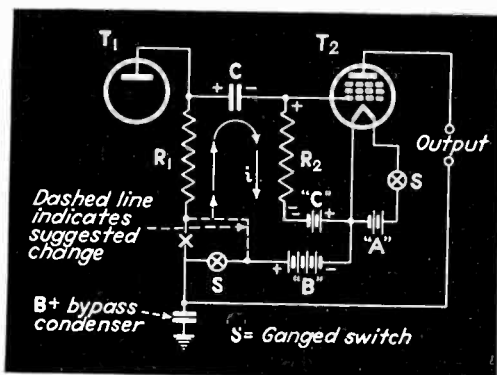 T1
T2
+ C -
+
R1
i
R2
Output
S
"C"
- +
"A"
Dashed line
indicates
suggested
change
S
+ -
"B"
B+ bypass
condenser
S= Ganged switch